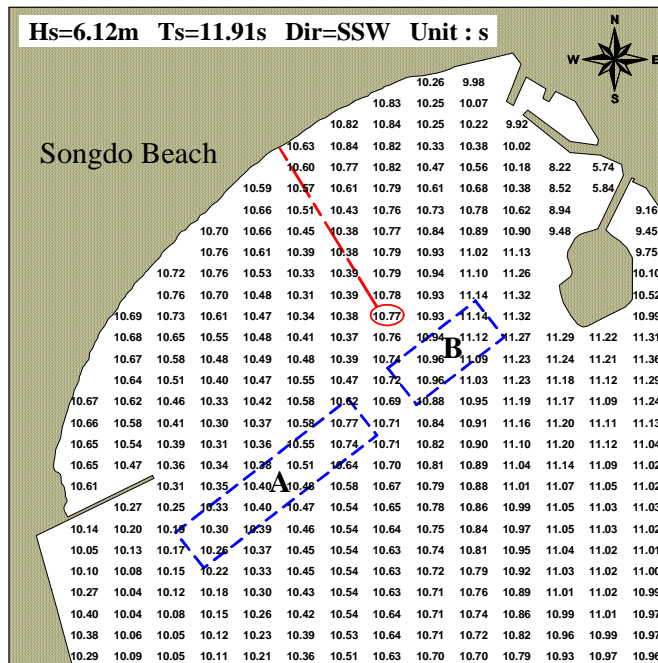 Hs=6.12m Ts=11.91s Dir=SSW Unit : s
N
W E
S
10.26 9.98
10.83 10.25 10.07
10.82 10.84 10.25 10.22 9.92
10.63 10.84 10.82 10.33 10.38 10.02
Songdo Beach
10.60 10.77 10.82 10.47 10.56 10.18 8.22 5.74
10.59 10.57 10.61 10.79 10.61 10.68 10.38 8.52 5.84
10.66 10.51 10.43 10.76 10.73 10.78 10.62 8.94 9.16
10.70 10.66 10.45 10.38 10.77 10.84 10.89 10.90 9.48 9.45
10.76 10.61 10.39 10.38 10.79 10.93 11.02 11.13 9.75
10.72 10.76 10.53 10.33 10.39 10.79 10.94 11.10 11.26 10.10
10.76 10.70 10.48 10.31 10.39 10.78 10.93 11.14 11.32 10.52
10.69 10.73 10.61 10.47 10.34 10.38 10.77 10.93 11.14 11.32 10.99
10.68 10.65 10.55 10.48 10.41 10.37 10.76 10.94 11.12 11.27 11.29 11.22 11.31
B
10.67 10.58 10.48 10.49 10.48 10.39 10.74 10.96 11.09 11.23 11.24 11.21 11.36
10.64 10.51 10.40 10.47 10.55 10.47 10.72 10.96 11.03 11.23 11.18 11.12 11.29
10.67 10.62 10.46 10.33 10.42 10.58 10.62 10.69 10.88 10.95 11.19 11.17 11.09 11.24
10.66 10.58 10.41 10.30 10.37 10.58 10.77 10.71 10.84 10.91 11.16 11.20 11.11 11.13
10.65 10.54 10.39 10.31 10.36 10.55 10.74 10.71 10.82 10.90 11.10 11.20 11.12 11.04
10.65 10.47 10.36 10.34 10.38 10.51 10.64 10.70 10.81 10.89 11.04 11.14 11.09 11.02
A
10.61 10.31 10.35 10.40 10.48 10.58 10.67 10.79 10.88 11.01 11.07 11.05 11.02
10.27 10.25 10.33 10.40 10.47 10.54 10.65 10.78 10.86 10.99 11.05 11.03 11.03
10.14 10.20 10.19 10.30 10.39 10.46 10.54 10.64 10.75 10.84 10.97 11.05 11.03 11.02
10.05 10.13 10.17 10.26 10.37 10.45 10.54 10.63 10.74 10.81 10.95 11.04 11.02 11.01
10.10 10.08 10.15 10.22 10.33 10.45 10.54 10.63 10.72 10.79 10.92 11.03 11.02 11.00
10.27 10.04 10.12 10.18 10.30 10.43 10.54 10.63 10.71 10.76 10.89 11.01 11.02 10.99
10.40 10.04 10.08 10.15 10.26 10.42 10.54 10.64 10.71 10.74 10.86 10.99 11.01 10.97
10.38 10.06 10.05 10.12 10.23 10.39 10.53 10.64 10.71 10.72 10.82 10.96 10.99 10.97
10.29 10.09 10.05 10.11 10.21 10.36 10.51 10.63 10.70 10.70 10.79 10.93 10.97 10.96